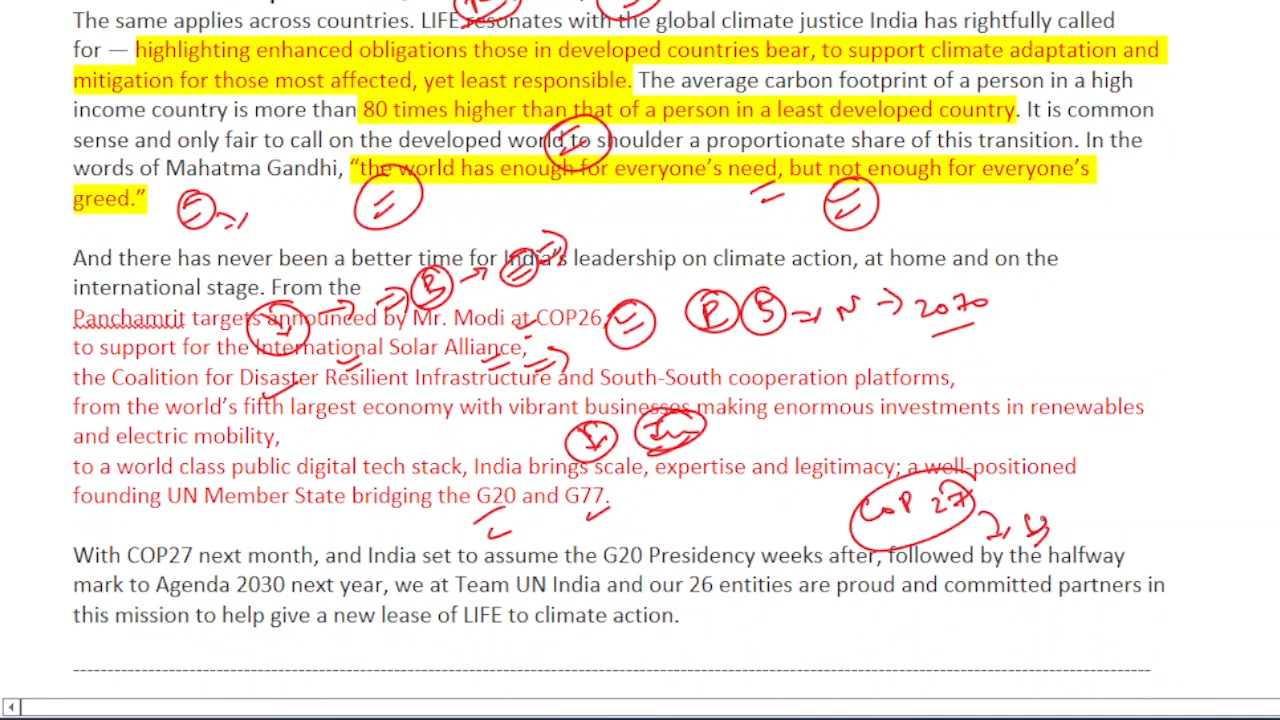 The same applies across countries. LIFE resonates with the global climate justice India has rightfully called
for — highlighting enhanced obligations those in developed countries bear, to support climate adaptation and
mitigation for those most affected, yet least responsible. The average carbon footprint of a person in a high
income country is more than 80 times higher than that of a person in a least developed country. It is common
sense and only fair to call on the developed world to shoulder a proportionate share of this transition. In the
words of Mahatma Gandhi, “the world has enough for everyone’s need, but not enough for everyone’s
greed.”
And there has never been a better time for India’s leadership on climate action, at home and on the
international stage. From the
Panchamrit targets announced by Mr. Modi at COP26,
2070
to support for the International Solar Alliance,
the Coalition for Disaster Resilient Infrastructure and South-South cooperation platforms,
from the world’s fifth largest economy with vibrant businesses making enormous investments in renewables
and electric mobility,
to a world class public digital tech stack, India brings scale, expertise and legitimacy; a well-positioned
founding UN Member State bridging the G20 and G77.
COP 27
With COP27 next month, and India set to assume the G20 Presidency weeks after, followed by the halfway
mark to Agenda 2030 next year, we at Team UN India and our 26 entities are proud and committed partners in
this mission to help give a new lease of LIFE to climate action.